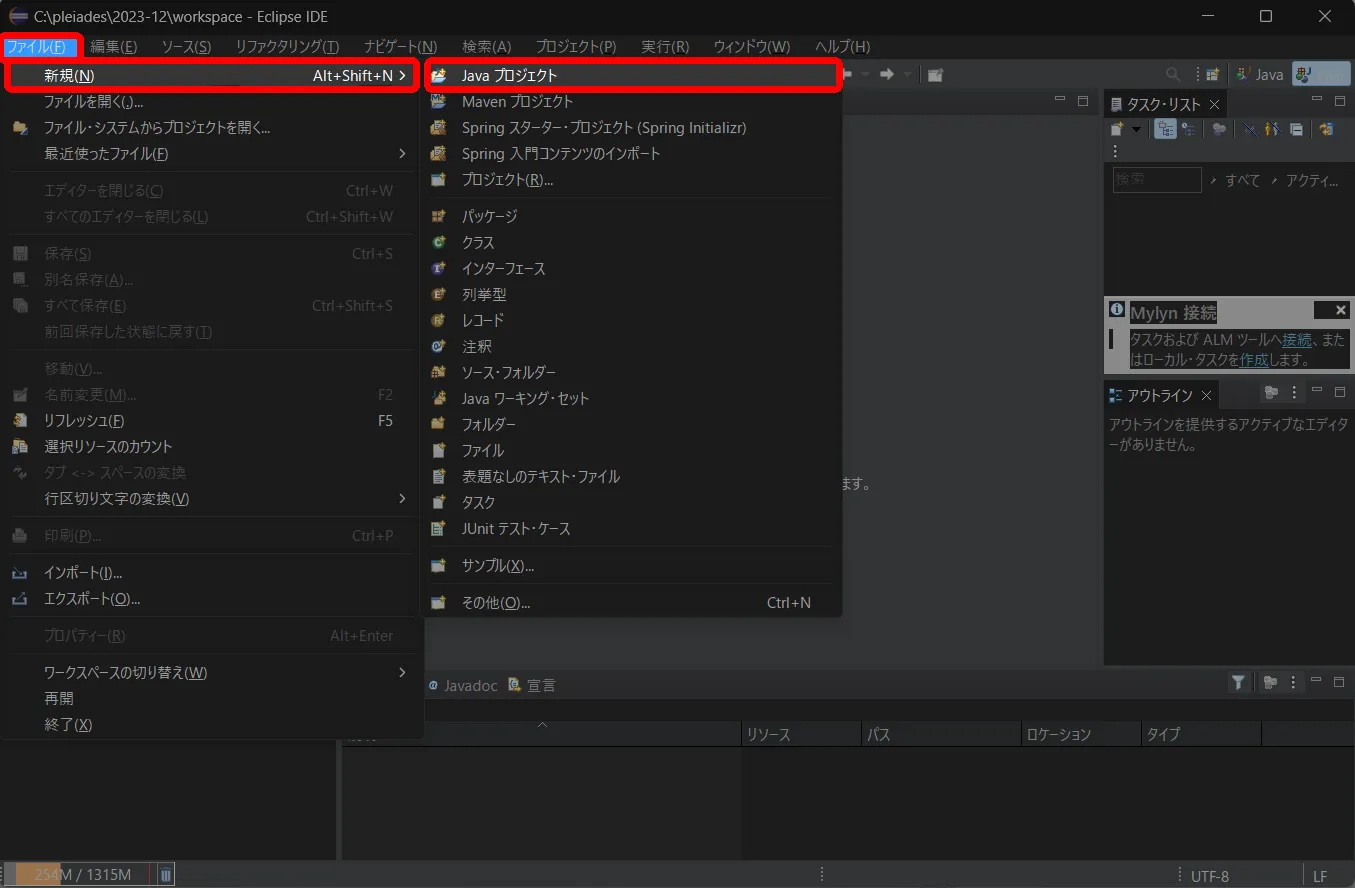 C:\pleiades\2023-12\workspace - Eclipse IDE
ファイル(F) 編集(E) ソース(S) リファクタリング(T) ナビゲート(N) 検索(A) プロジェクト(P) 実行(R) ウィンドウ(W) ヘルプ(H)
新規(N) Alt+Shift+N
ファイルを開く(.)...
ファイル・システムからプロジェクトを開く...
最近使ったファイル(F)
エディターを閉じる(C) Ctrl+W
すべてのエディターを閉じる(L) Ctrl+Shift+W
保存(S) Ctrl+S
別名保存(A)...
すべて保存(E) Ctrl+Shift+S
前回保存した状態に戻す(T)
移動(V)...
名前変更(M)... F2
リフレッシュ(F) F5
選択リソースのカウント
タブ <-> スペースの変換
行区切り文字の変換(V)
印刷(P)... Ctrl+P
インポート(I)...
エクスポート(O)...
プロパティー(R) Alt+Enter
ワークスペースの切り替え(W)
再開
終了(X)
Java プロジェクト
Maven プロジェクト
Spring スターター・プロジェクト (Spring Initializr)
Spring 入門コンテンツのインポート
プロジェクト(R)...
パッケージ
クラス
インターフェース
列挙型
レコード
注釈
ソース・フォルダー
Java ワーキング・セット
フォルダー
ファイル
表題なしのテキスト・ファイル
タスク
JUnit テスト・ケース
サンプル(X)...
その他(O)... Ctrl+N
ます。
Java
タスク・リスト
検索 すべて アクティ...
Mylyn 接続
タスクおよび ALM ツールへ接続、また
はローカル・タスクを作成します。
アウトライン
アウトラインを提供するアクティブなエディタ
ーがありません。
@ Javadoc 宣言
リソース パス ロケーション タイプ
254M / 1315M
UTF-8 LF